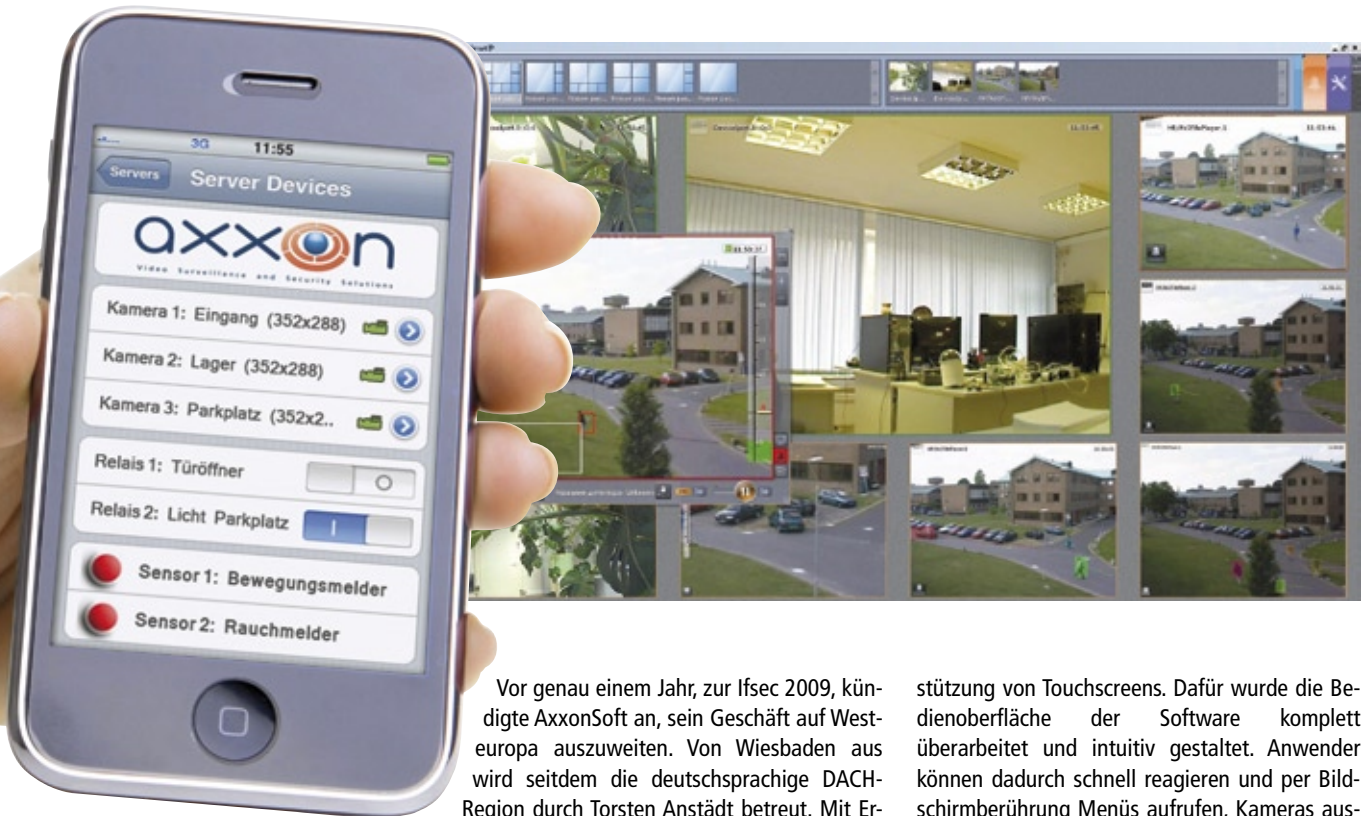 3G 11:55
Servers Server Devices
axxon
Video Surveillance and Security Solutions
Kamera 1: Eingang (352x288)
Kamera 2: Lager (352x288)
Kamera 3: Parkplatz (352x2..
Relais 1: Türöffner
Relais 2: Licht Parkplatz
Sensor 1: Bewegungsmelder
Sensor 2: Rauchmelder
Vor genau einem Jahr, zur Ifsec 2009, kün-
digte AxxonSoft an, sein Geschäft auf West-
europa auszuweiten. Von Wiesbaden aus
wird seitdem die deutschsprachige DACH-
Region durch Torsten Anstädt betreut. Mit Er-
stützung von Touchscreens. Dafür wurde die Be-
dienoberfläche der Software komplett
überarbeitet und intuitiv gestaltet. Anwender
können dadurch schnell reagieren und per Bild-
schirmberührung Menüs aufrufen, Kameras aus-